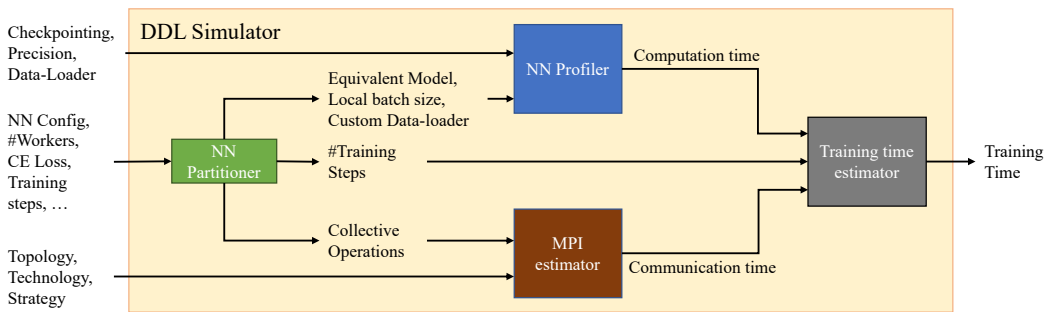 DDL Simulator
Checkpointing,
Precision,
Data-Loader
NN Profiler
Computation time
Equivalent Model,
Local batch size,
Custom Data-loader
NN Config,
#Workers,
CE Loss,
Training
steps, …
NN
Partitioner
#Training
Steps
Training time
estimator
Training
Time
Collective
Operations
MPI
estimator
Communication time
Topology,
Technology,
Strategy